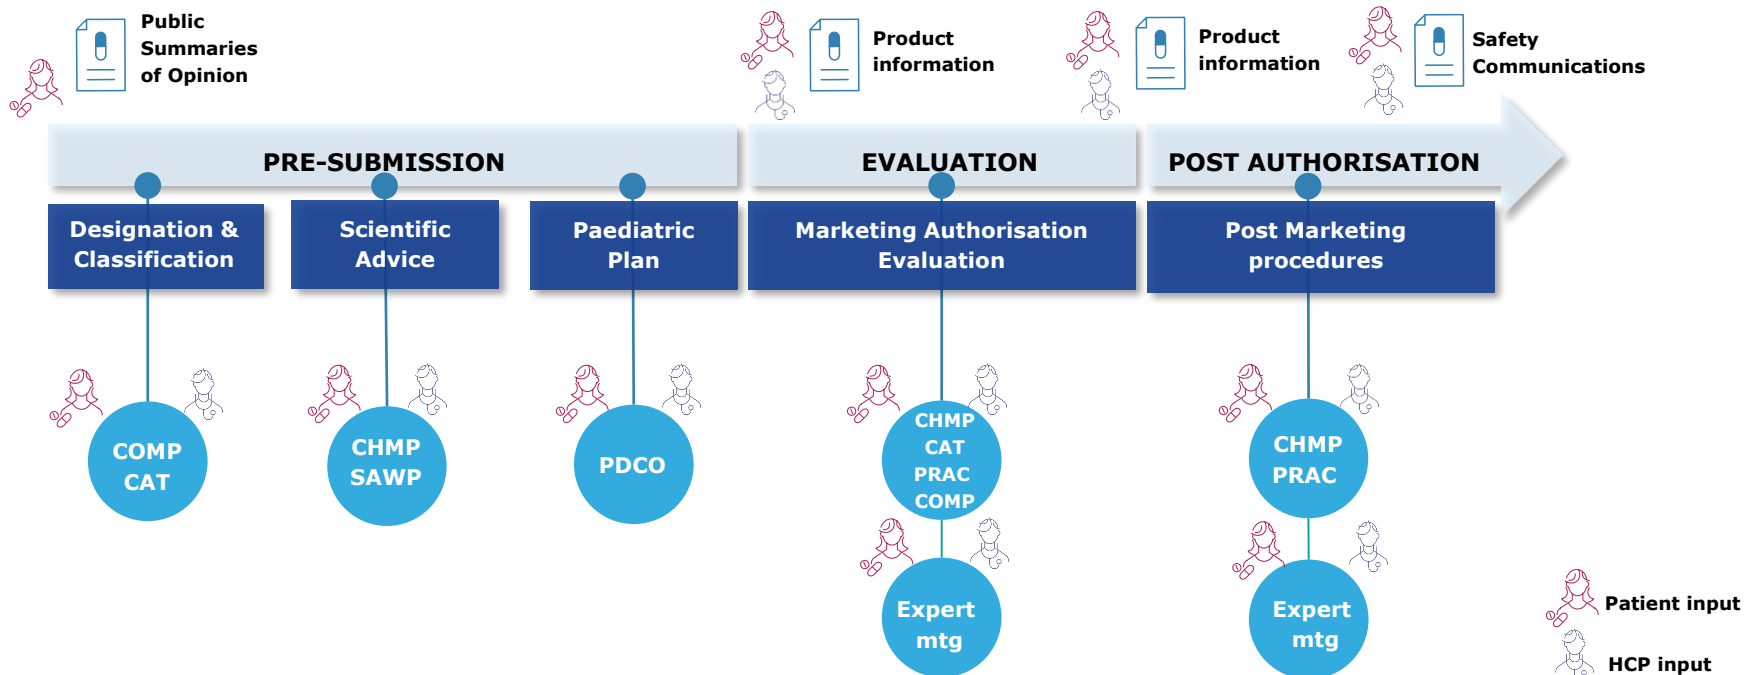 Public
Summaries
of Opinion
Product
information
Product
information
Safety
Communications
PRE-SUBMISSION
EVALUATION
POST AUTHORISATION
Designation &
Classification
Scientific
Advice
Paediatric
Plan
Marketing Authorisation
Evaluation
Post Marketing
procedures
COMP
CAT
CHMP
SAWP
PDCO
CHMP
CAT
PRAC
COMP
CHMP
PRAC
Expert
mtg
Expert
mtg
Patient input
HCP input